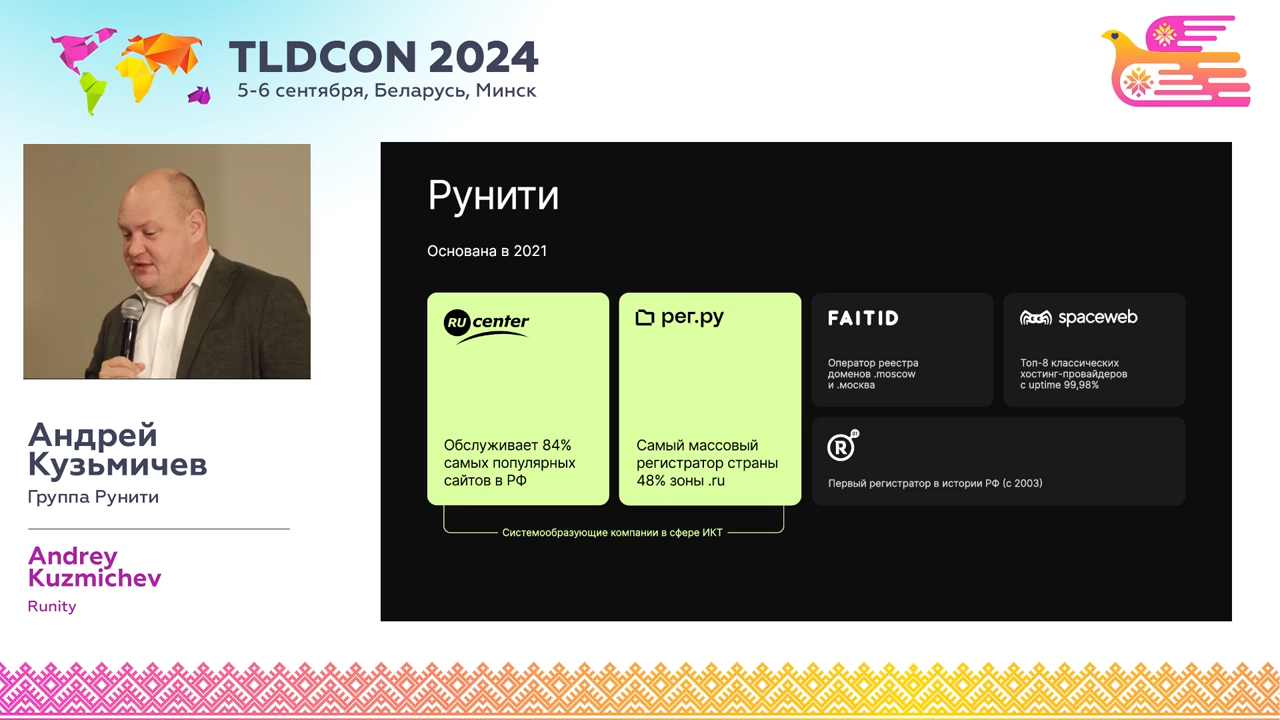 TLDCON 2024
5-6 сентября, Беларусь, Минск
Андрей
Кузьмичев
Группа Рунити
Andrey
Kuzmichev
Runity
Рунити
Основана в 2021
RU center
Обслуживает 84%
самых популярных
сайтов в РФ
рег.ру
Самый массовый
регистратор страны
48% зоны .ru
Системообразующие компании в сфере ИКТ
FAITID
Оператор реестра
доменов .moscow
и .москва
spaceweb
Топ-8 классических
хостинг-провайдеров
с uptime 99,98%
R
Первый регистратор в истории РФ (с 2003)